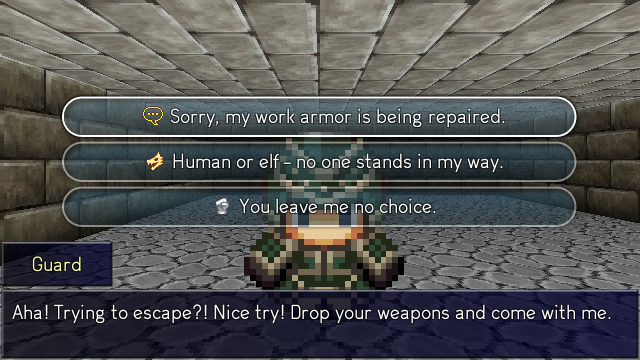 Sorry, my work armor is being repaired.
Human or elf - no one stands in my way.
You leave me no choice.
Guard
Aha! Trying to escape?! Nice try! Drop your weapons and come with me.